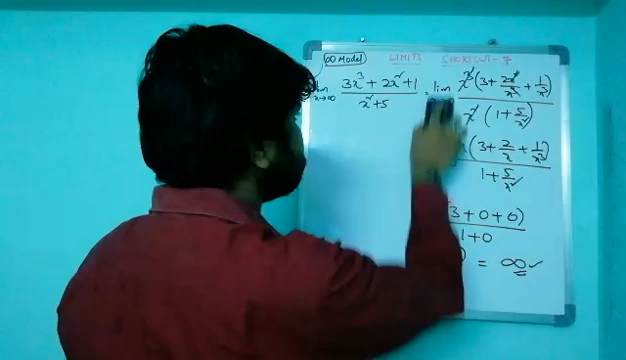 ∞ Model LIMITS SHORTCUT - 7
lim x→∞ (3x³ + 2x² + 1)/(x² + 5) = lim x³(3 + 2x²/x³ + 1/x³)/(x²(1 + 5/x²))
(3 + 2/x + 1/x³)/(1 + 5/x²)
3 + 0 + 0)/(1 + 0
= ∞ ✓